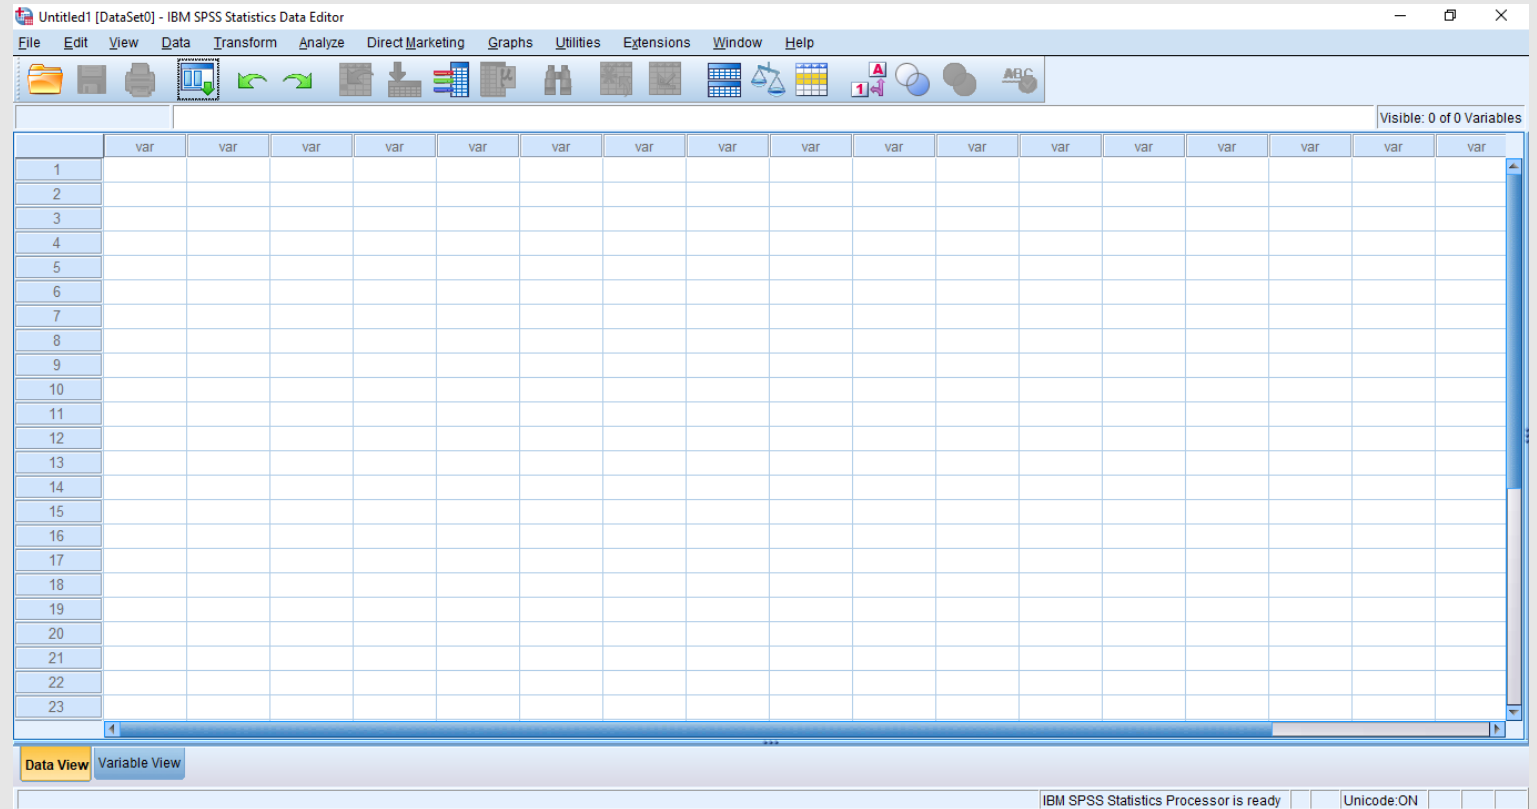 Untitled1 [DataSet0] - IBM SPSS Statistics Data Editor
File Edit View Data Transform Analyze Direct Marketing Graphs Utilities Extensions Window Help
A
1
μ
ABC
Visible: 0 of 0 Variables
var var var var var var var var var var var var var var var var var
1
2
3
4
5
6
7
8
9
10
11
12
13
14
15
16
17
18
19
20
21
22
23
Data View Variable View
IBM SPSS Statistics Processor is ready Unicode:ON